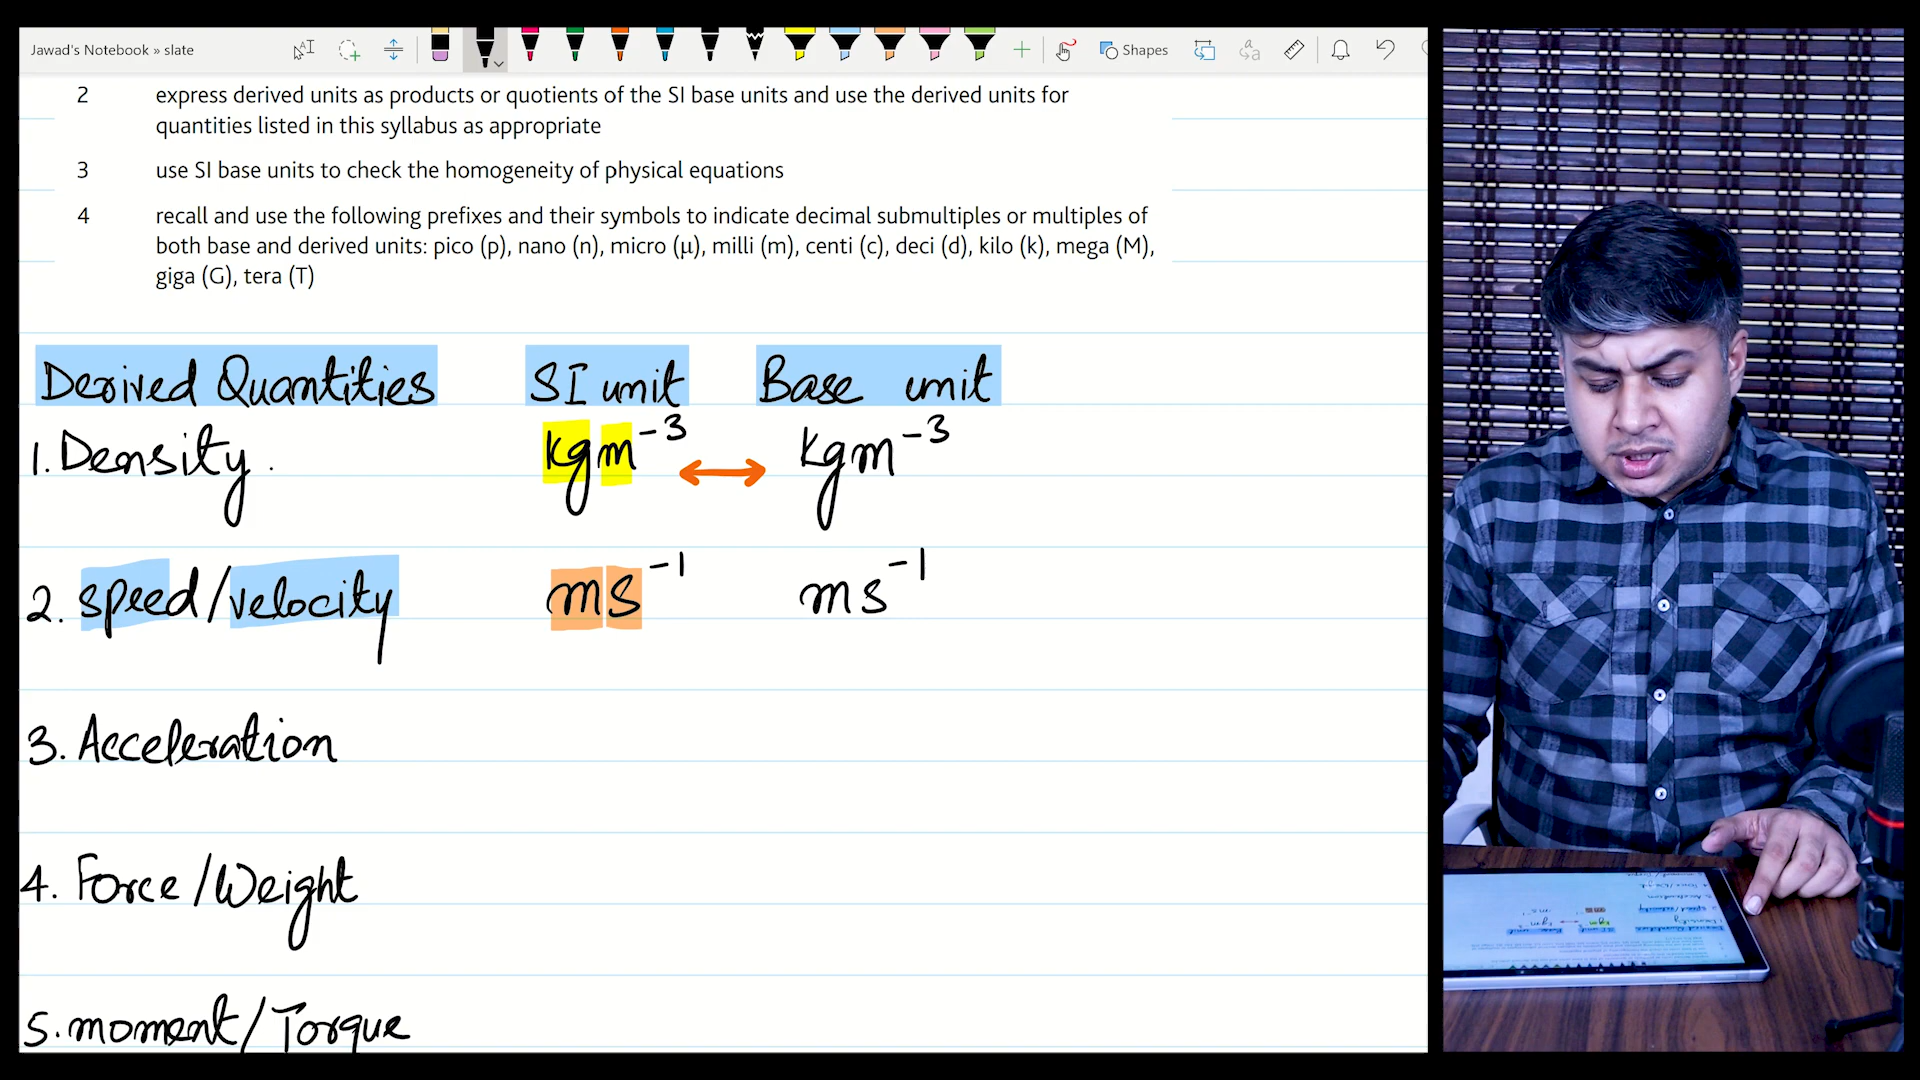 Jawad's Notebook » slate
Shapes
2 express derived units as products or quotients of the SI base units and use the derived units for
quantities listed in this syllabus as appropriate
3 use SI base units to check the homogeneity of physical equations
4 recall and use the following prefixes and their symbols to indicate decimal submultiples or multiples of
both base and derived units: pico (p), nano (n), micro (μ), milli (m), centi (c), deci (d), kilo (k), mega (M),
giga (G), tera (T)
Derived Quantities SI unit Base unit
1. Density. kgm⁻³ kgm⁻³
2. speed/velocity ms⁻¹ ms⁻¹
3. Acceleration
4. Force/Weight
5. moment/Torque